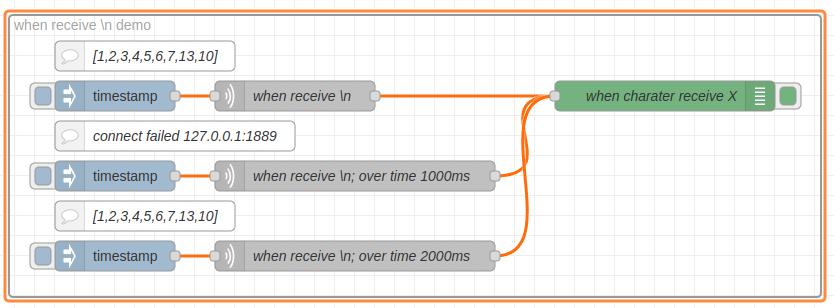 when receive \n demo
[1,2,3,4,5,6,7,13,10]
timestamp
when receive \n
when charater receive X
connect failed 127.0.0.1:1889
timestamp
when receive \n; over time 1000ms
[1,2,3,4,5,6,7,13,10]
timestamp
when receive \n; over time 2000ms